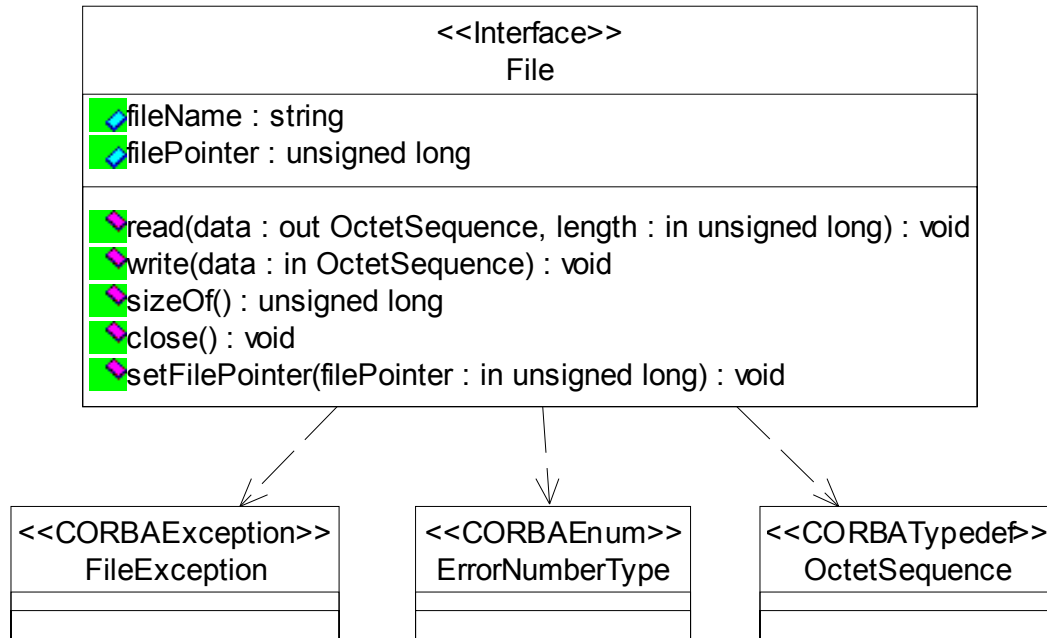 <<Interface>>
File
fileName : string
filePointer : unsigned long
read(data : out OctetSequence, length : in unsigned long) : void
write(data : in OctetSequence) : void
sizeOf() : unsigned long
close() : void
setFilePointer(filePointer : in unsigned long) : void
<<CORBAException>>
FileException
<<CORBAEnum>>
ErrorNumberType
<<CORBATypedef>>
OctetSequence